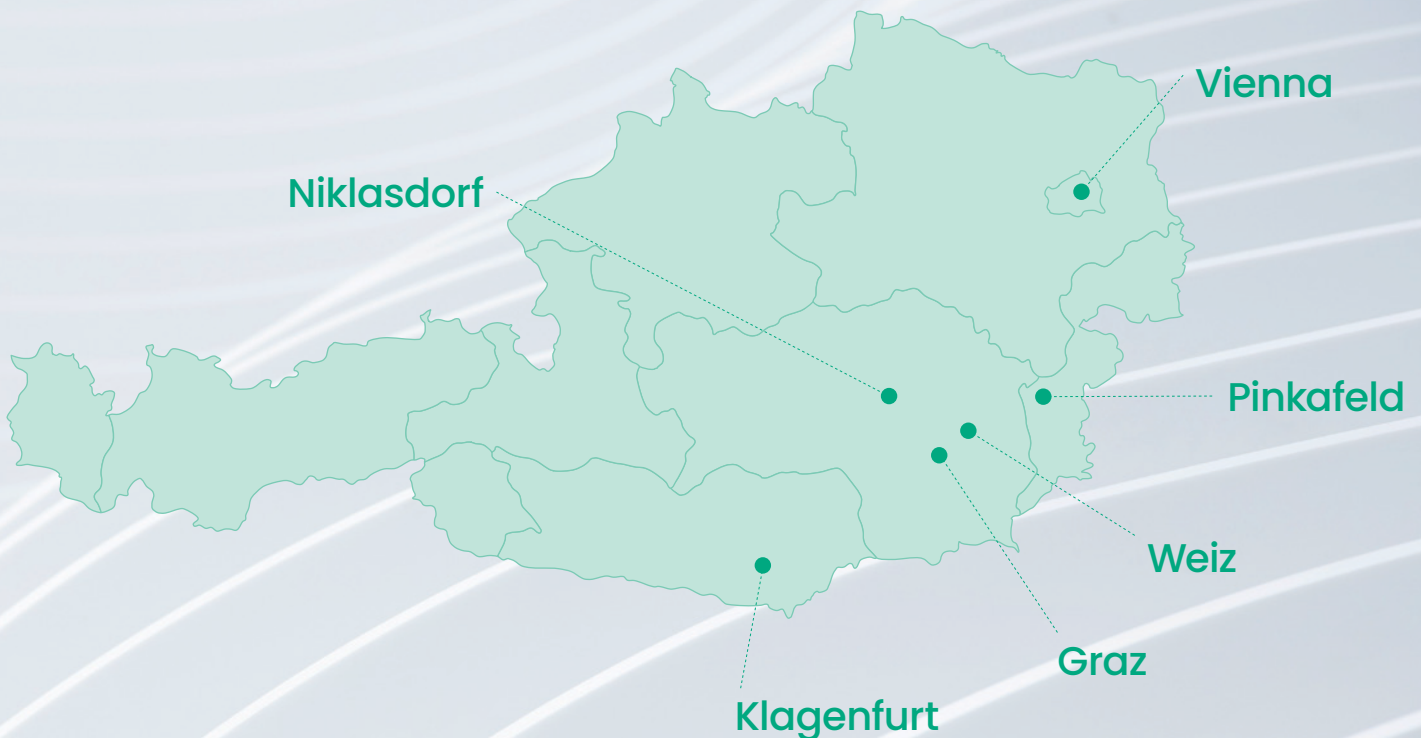 Vienna
Niklasdorf
Pinkafeld
Weiz
Graz
Klagenfurt